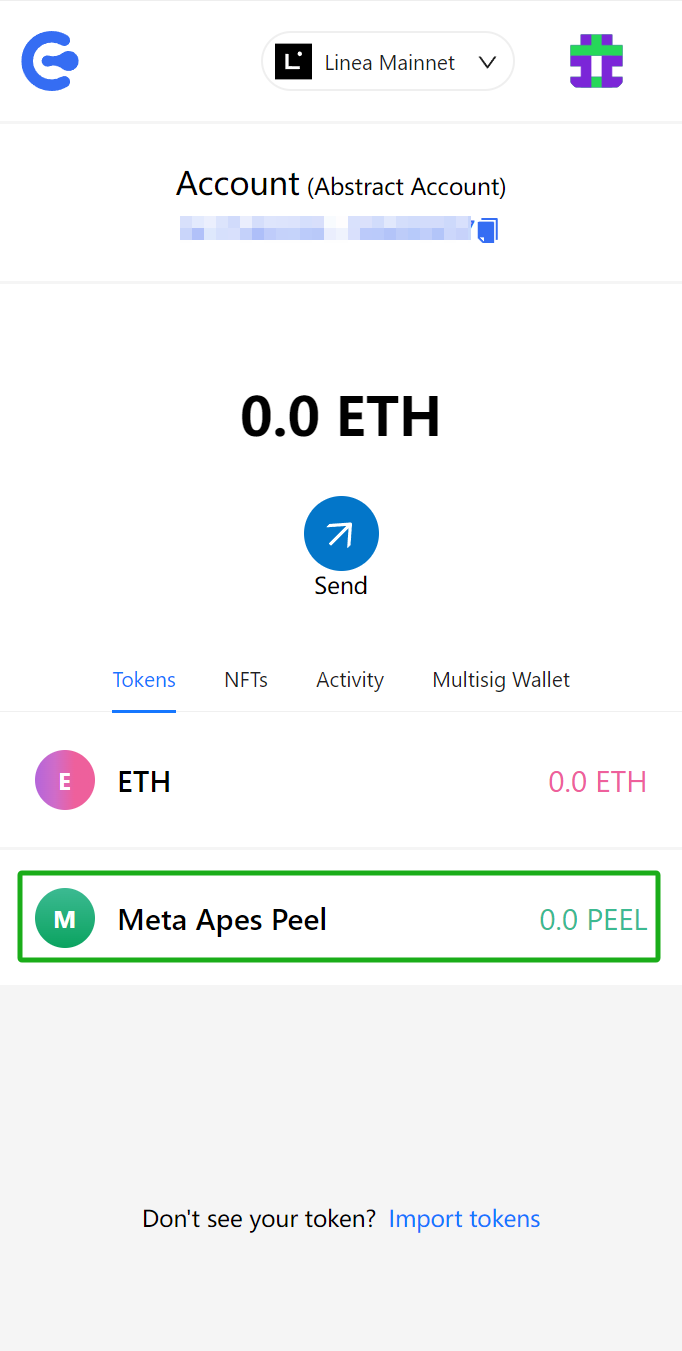 Linea Mainnet
Account (Abstract Account)
0.0 ETH
Send
Tokens NFTs Activity Multisig Wallet
E ETH 0.0 ETH
M Meta Apes Peel 0.0 PEEL
Don't see your token? Import tokens